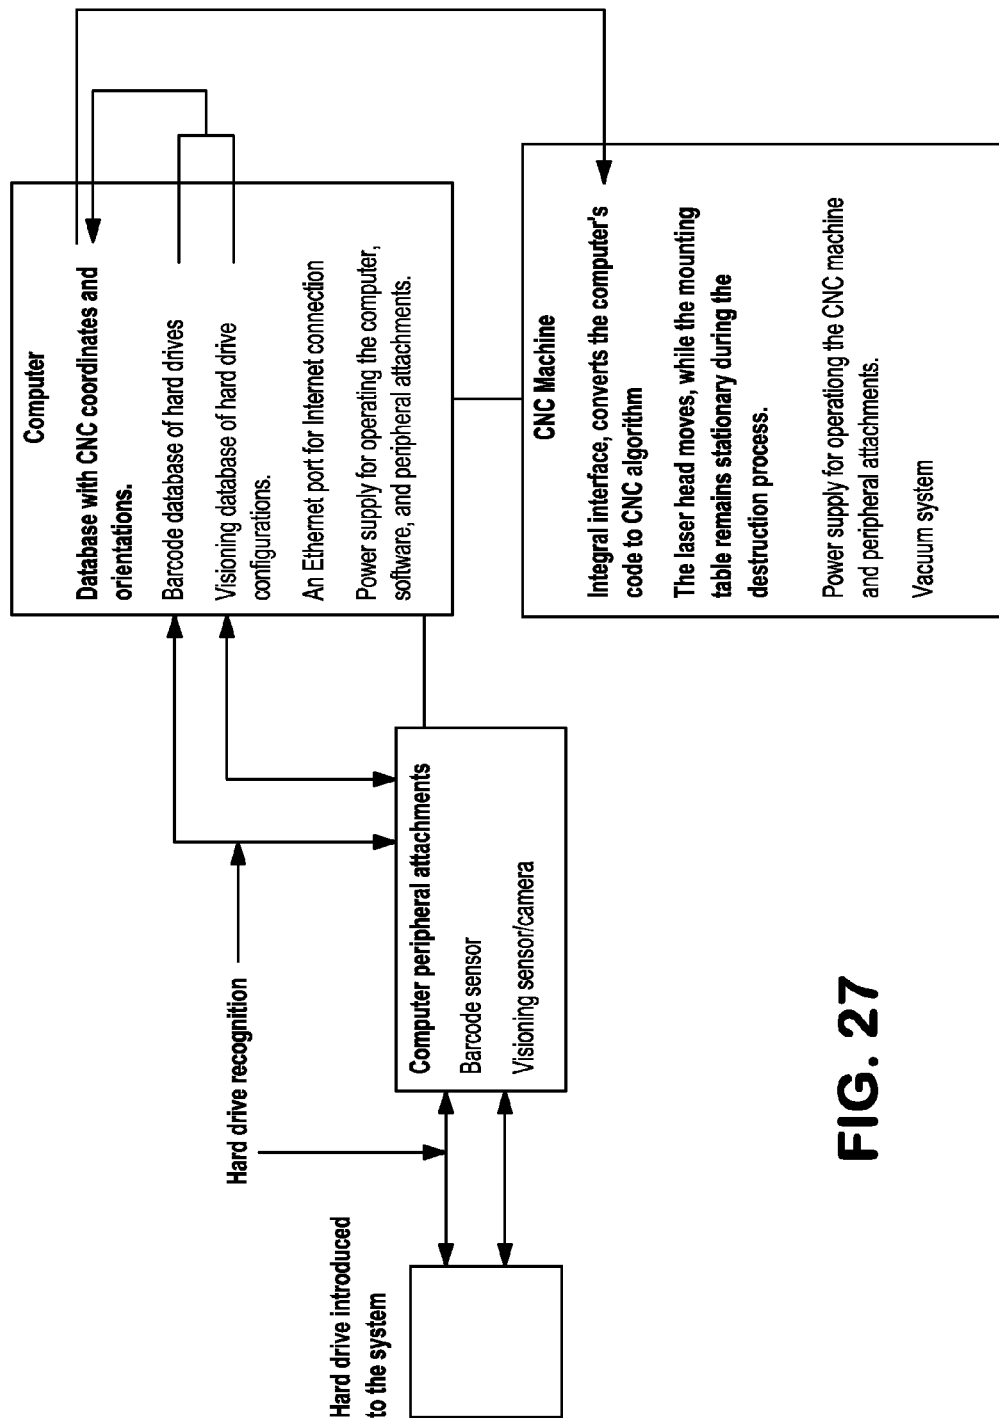 Hard drive introduced
to the system
Hard drive recognition
Computer peripheral attachments
Barcode sensor
Visioning sensor/camera
Computer
Database with CNC coordinates and
orientations.
Barcode database of hard drives
Visioning database of hard drive
configurations.
An Ethernet port for Internet connection
Power supply for operating the computer,
software, and peripheral attachments.
CNC Machine
Integral interface, converts the computer's
code to CNC algorithm
The laser head moves, while the mounting
table remains stationary during the
destruction process.
Power supply for operationg the CNC machine
and peripheral attachments.
Vacuum system
FIG. 27